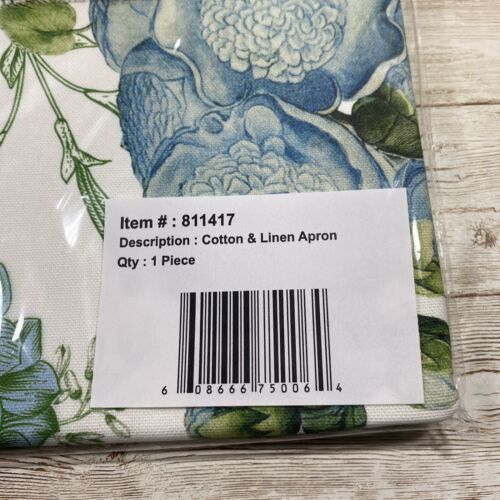 Item # : 811417
Description : Cotton & Linen Apron
Qty : 1 Piece
6 08666 75006 4